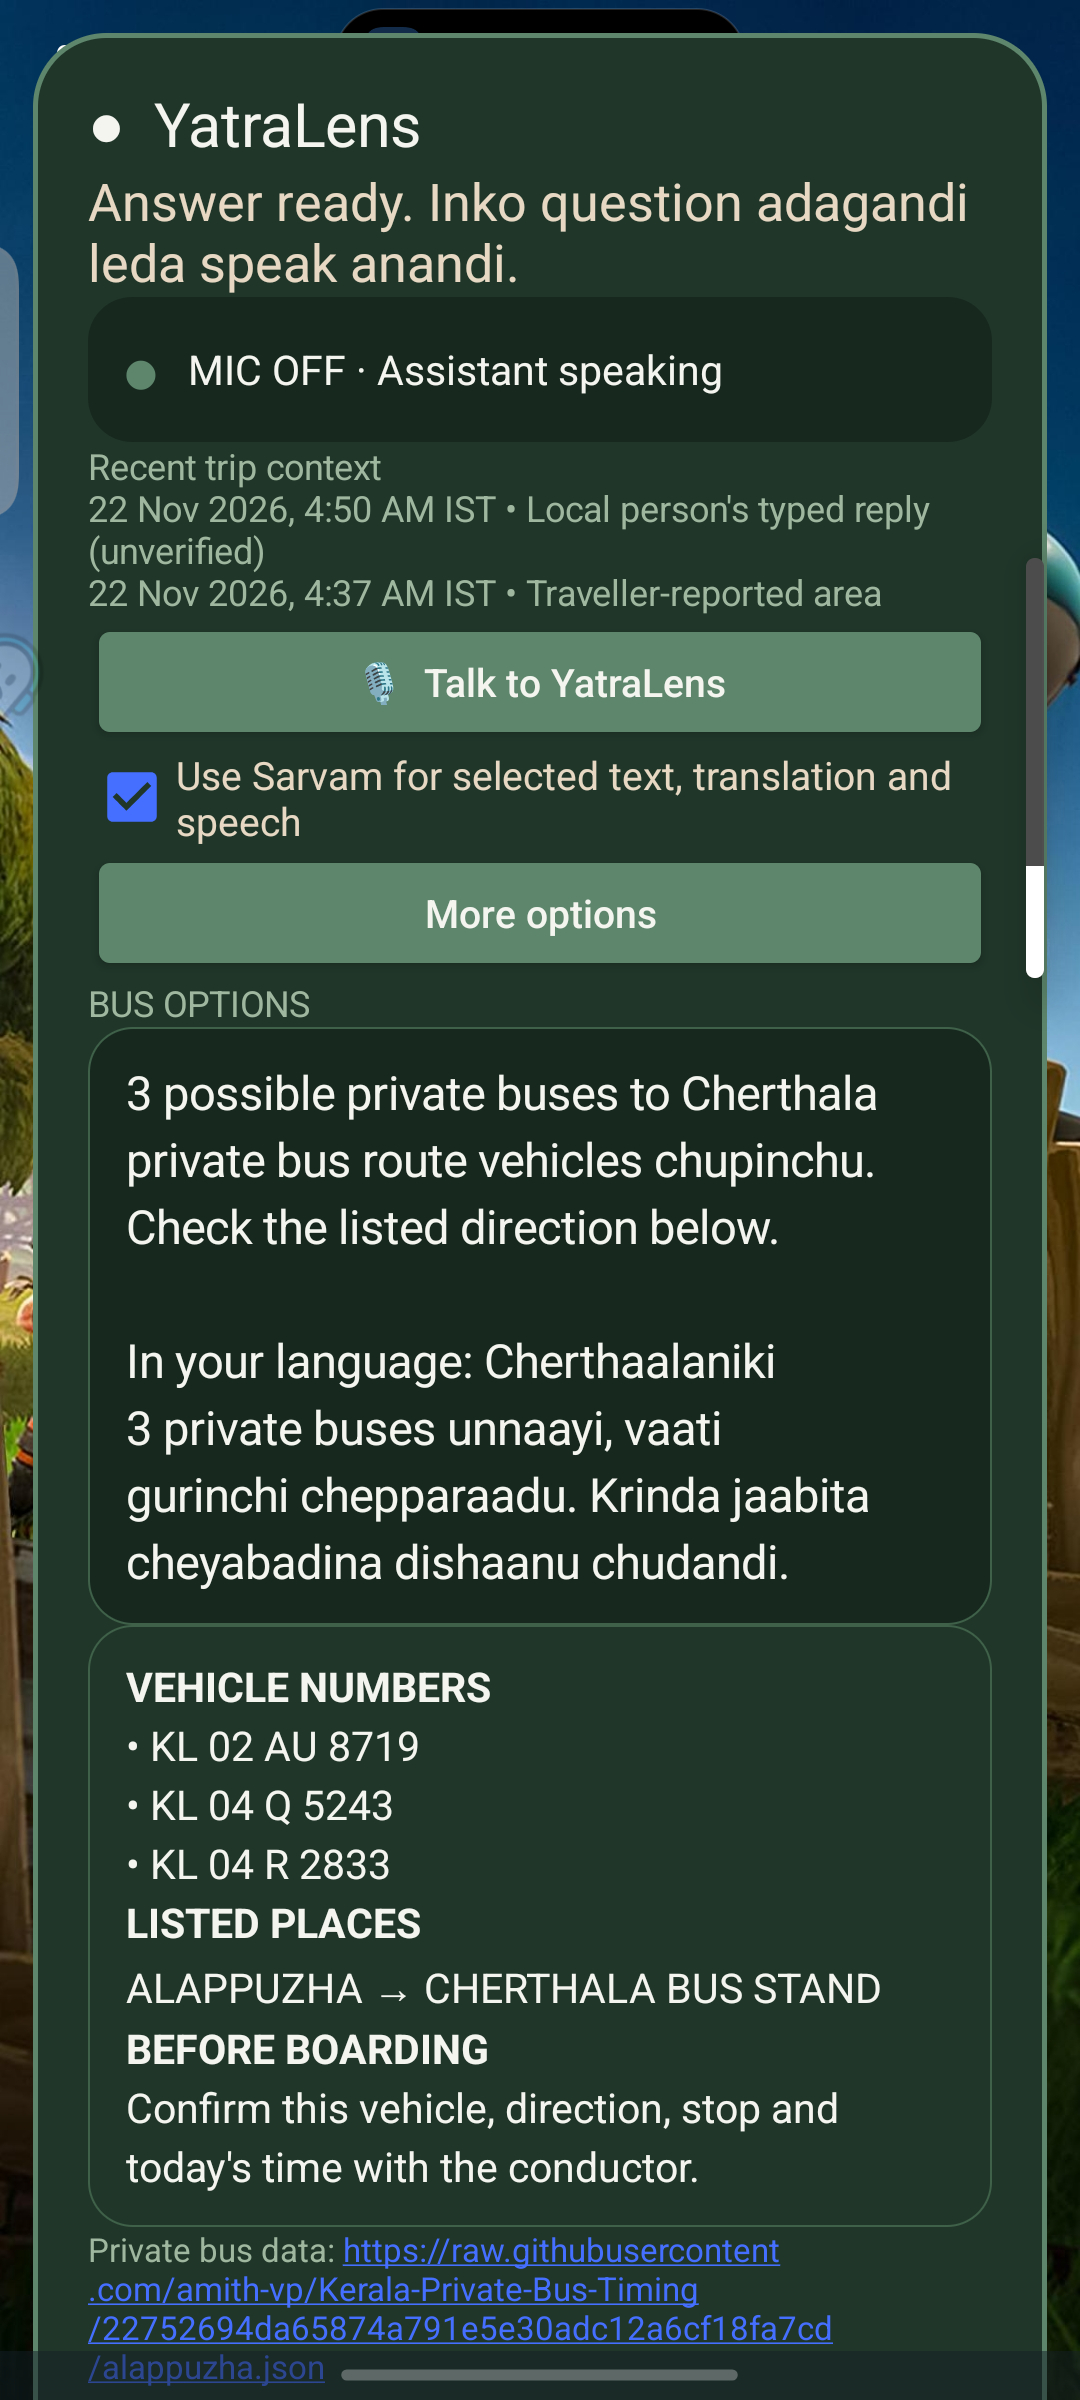 ● YatraLens
Answer ready. Inko question adagandi
leda speak anandi.
MIC OFF · Assistant speaking
Recent trip context
22 Nov 2026, 4:50 AM IST • Local person's typed reply
(unverified)
22 Nov 2026, 4:37 AM IST • Traveller-reported area
🎙️ Talk to YatraLens
Use Sarvam for selected text, translation and
speech
More options
BUS OPTIONS
3 possible private buses to Cherthala
private bus route vehicles chupinchu.
Check the listed direction below.
In your language: Cherthaalaniki
3 private buses unnaayi, vaati
gurinchi chepparaadu. Krinda jaabita
cheyabadina dishaanu chudandi.
VEHICLE NUMBERS
• KL 02 AU 8719
• KL 04 Q 5243
• KL 04 R 2833
LISTED PLACES
ALAPPUZHA → CHERTHALA BUS STAND
BEFORE BOARDING
Confirm this vehicle, direction, stop and
today's time with the conductor.
Private bus data: https://raw.githubusercontent
.com/amith-vp/Kerala-Private-Bus-Timing
/22752694da65874a791e5e30adc12a6cf18fa7cd
/alappuzha.json